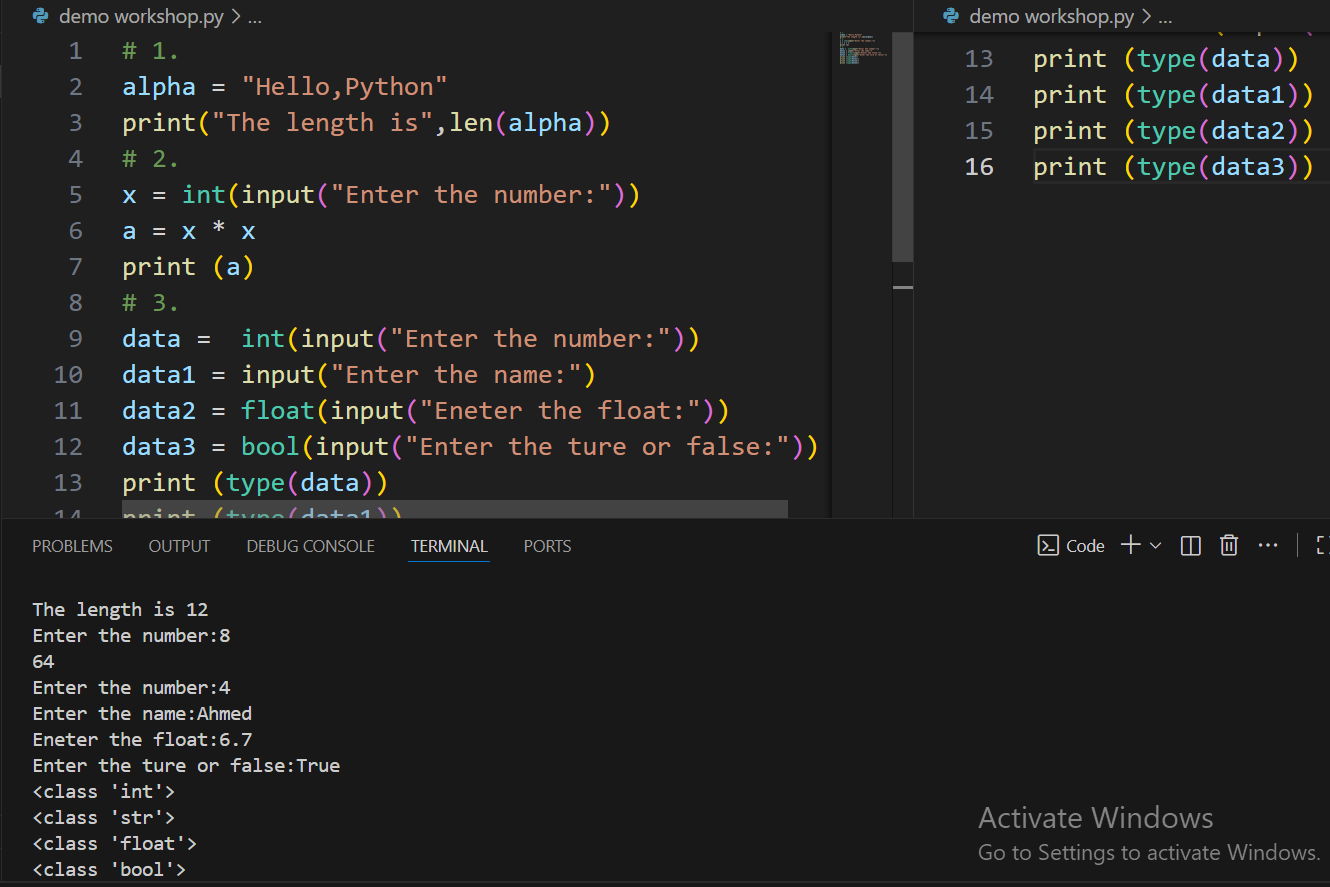 demo workshop.py > ...
1 # 1.
2 alpha = "Hello,Python"
3 print("The length is",len(alpha))
4 # 2.
5 x = int(input("Enter the number:"))
6 a = x * x
7 print (a)
8 # 3.
9 data =  int(input("Enter the number:"))
10 data1 = input("Enter the name:")
11 data2 = float(input("Eneter the float:"))
12 data3 = bool(input("Enter the ture or false:"))
13 print (type(data))
14 print (type(data1))
demo workshop.py > ...
13 print (type(data))
14 print (type(data1))
15 print (type(data2))
16 print (type(data3))
PROBLEMS OUTPUT DEBUG CONSOLE TERMINAL PORTS
Code
The length is 12
Enter the number:8
64
Enter the number:4
Enter the name:Ahmed
Eneter the float:6.7
Enter the ture or false:True
<class 'int'>
<class 'str'>
<class 'float'>
<class 'bool'>
Activate Windows
Go to Settings to activate Windows.